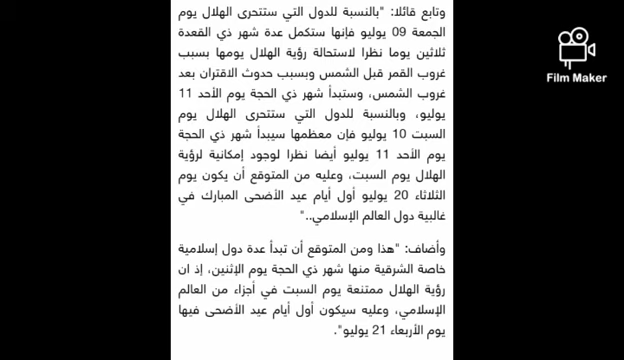 وتابع قائلا: "بالنسبة للدول التي ستتحرى الهلال يوم
الجمعة 09 يوليو فإنها ستكمل عدة شهر ذي القعدة
ثلاثين يوما نظرا لاستحالة رؤية الهلال يومها بسبب
غروب القمر قبل الشمس وبسبب حدوث الاقتران بعد
غروب الشمس، وستبدأ شهر ذي الحجة يوم الأحد 11
يوليو، وبالنسبة للدول التي ستتحرى الهلال يوم
السبت 10 يوليو فإن معظمها سيبدأ شهر ذي الحجة
يوم الأحد 11 يوليو أيضا نظرا لوجود إمكانية لرؤية
الهلال يوم السبت، وعليه من المتوقع أن يكون يوم
الثلاثاء 20 يوليو أول أيام عيد الأضحى المبارك في
غالبية دول العالم الإسلامي.."
وأضاف: "هذا ومن المتوقع أن تبدأ عدة دول إسلامية
خاصة الشرقية منها شهر ذي الحجة يوم الإثنين، إذ ان
رؤية الهلال ممتنعة يوم السبت في أجزاء من العالم
الإسلامي، وعليه سيكون أول أيام عيد الأضحى فيها
يوم الأربعاء 21 يوليو".
Film Maker